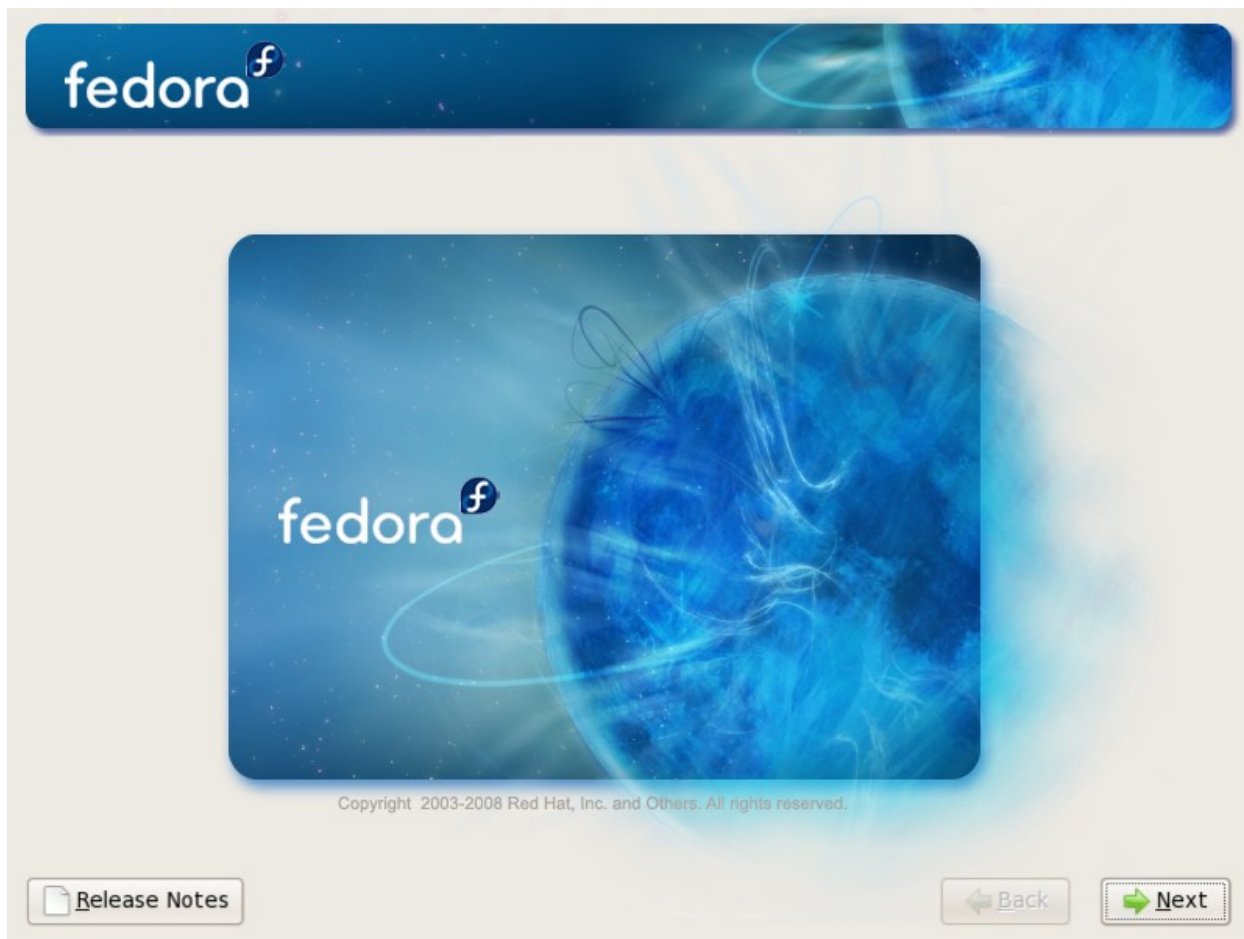 fedora
fedora
Copyright 2003-2008 Red Hat, Inc. and Others. All rights reserved.
Release Notes
Back
Next